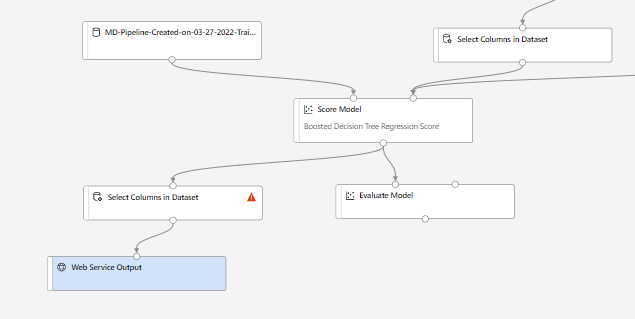 MD-Pipeline-Created-on-03-27-2022-Trai...
Select Columns in Dataset
Score Model
Boosted Decision Tree Regression Score
Select Columns in Dataset
Evaluate Model
Web Service Output